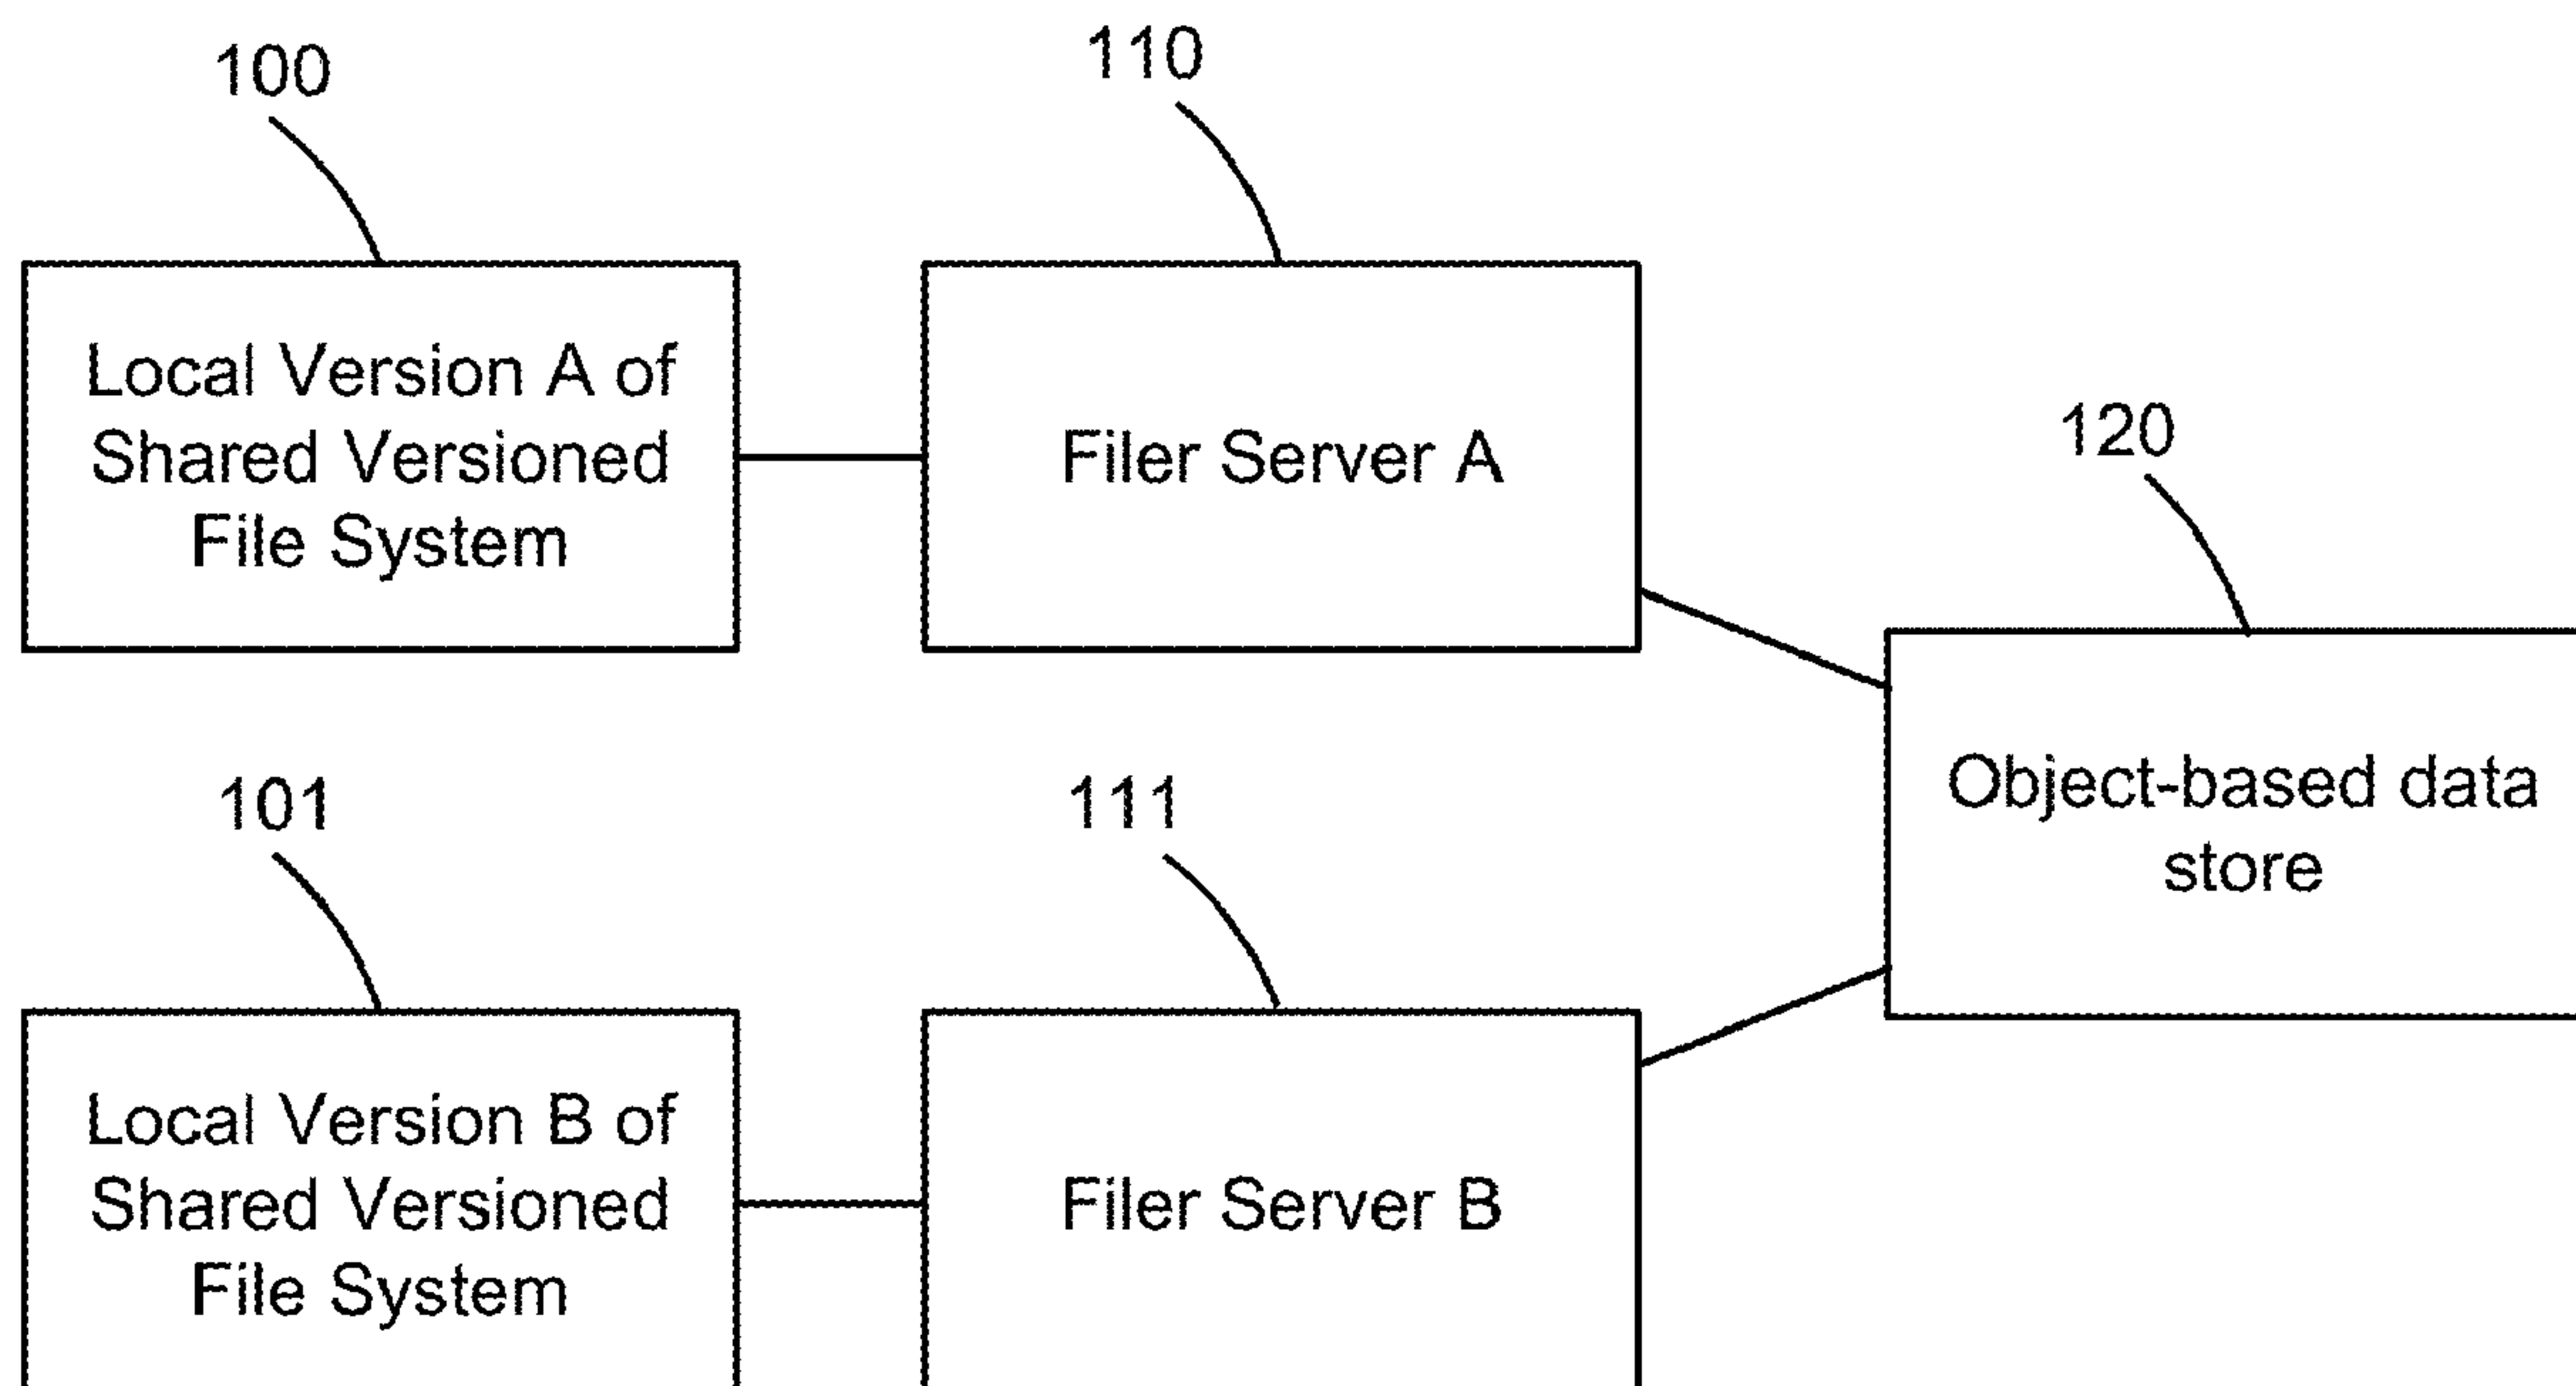 100
110
Local Version A of
Shared Versioned
File System
Filer Server A
120
Object-based data
store
101
111
Local Version B of
Shared Versioned
File System
Filer Server B